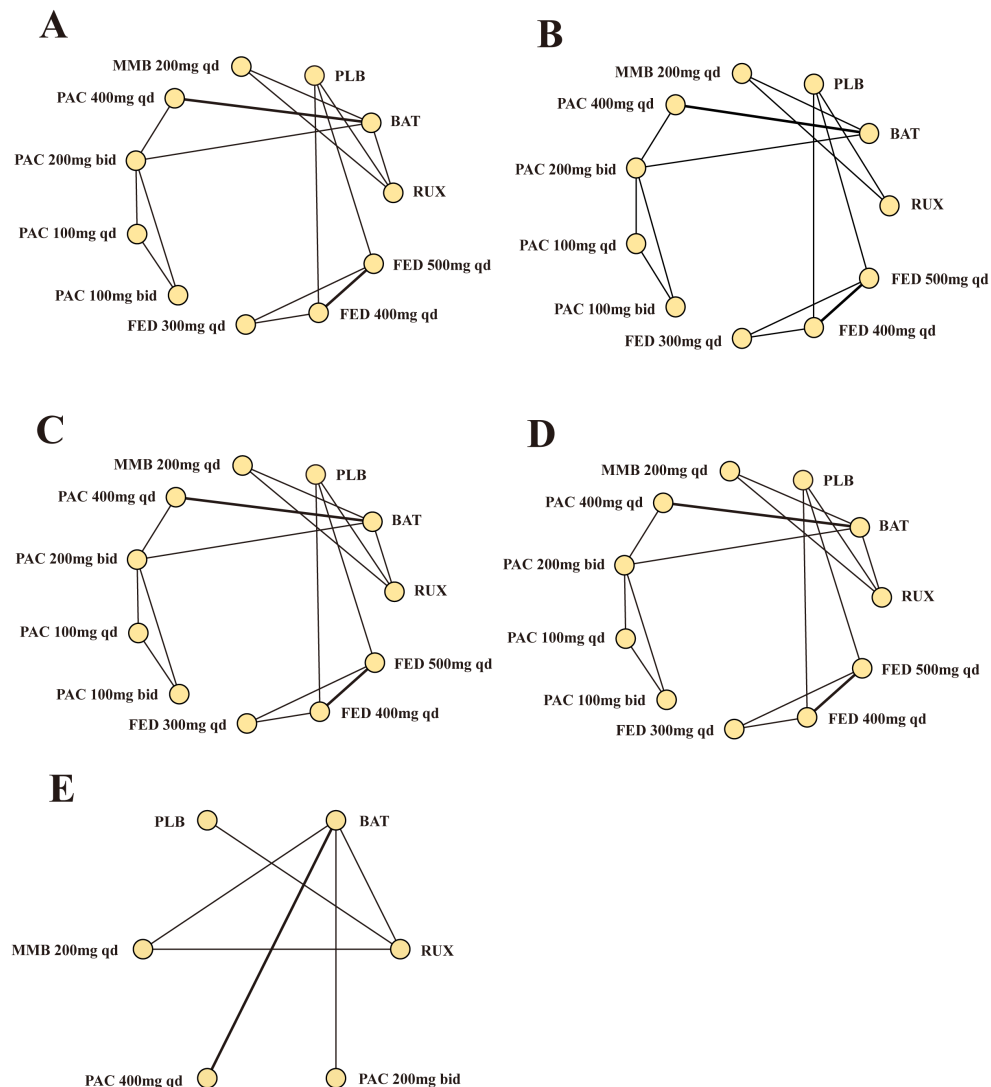 A
MMB 200mg qd
PLB
PAC 400mg qd
BAT
PAC 200mg bid
RUX
PAC 100mg qd
FED 500mg qd
PAC 100mg bid
FED 400mg qd
FED 300mg qd
B
MMB 200mg qd
PLB
PAC 400mg qd
BAT
PAC 200mg bid
RUX
PAC 100mg qd
FED 500mg qd
PAC 100mg bid
FED 400mg qd
FED 300mg qd
C
MMB 200mg qd
PLB
PAC 400mg qd
BAT
PAC 200mg bid
RUX
PAC 100mg qd
FED 500mg qd
PAC 100mg bid
FED 400mg qd
FED 300mg qd
D
MMB 200mg qd
PLB
PAC 400mg qd
BAT
PAC 200mg bid
RUX
PAC 100mg qd
FED 500mg qd
PAC 100mg bid
FED 400mg qd
FED 300mg qd
E
PLB
BAT
MMB 200mg qd
RUX
PAC 400mg qd
PAC 200mg bid